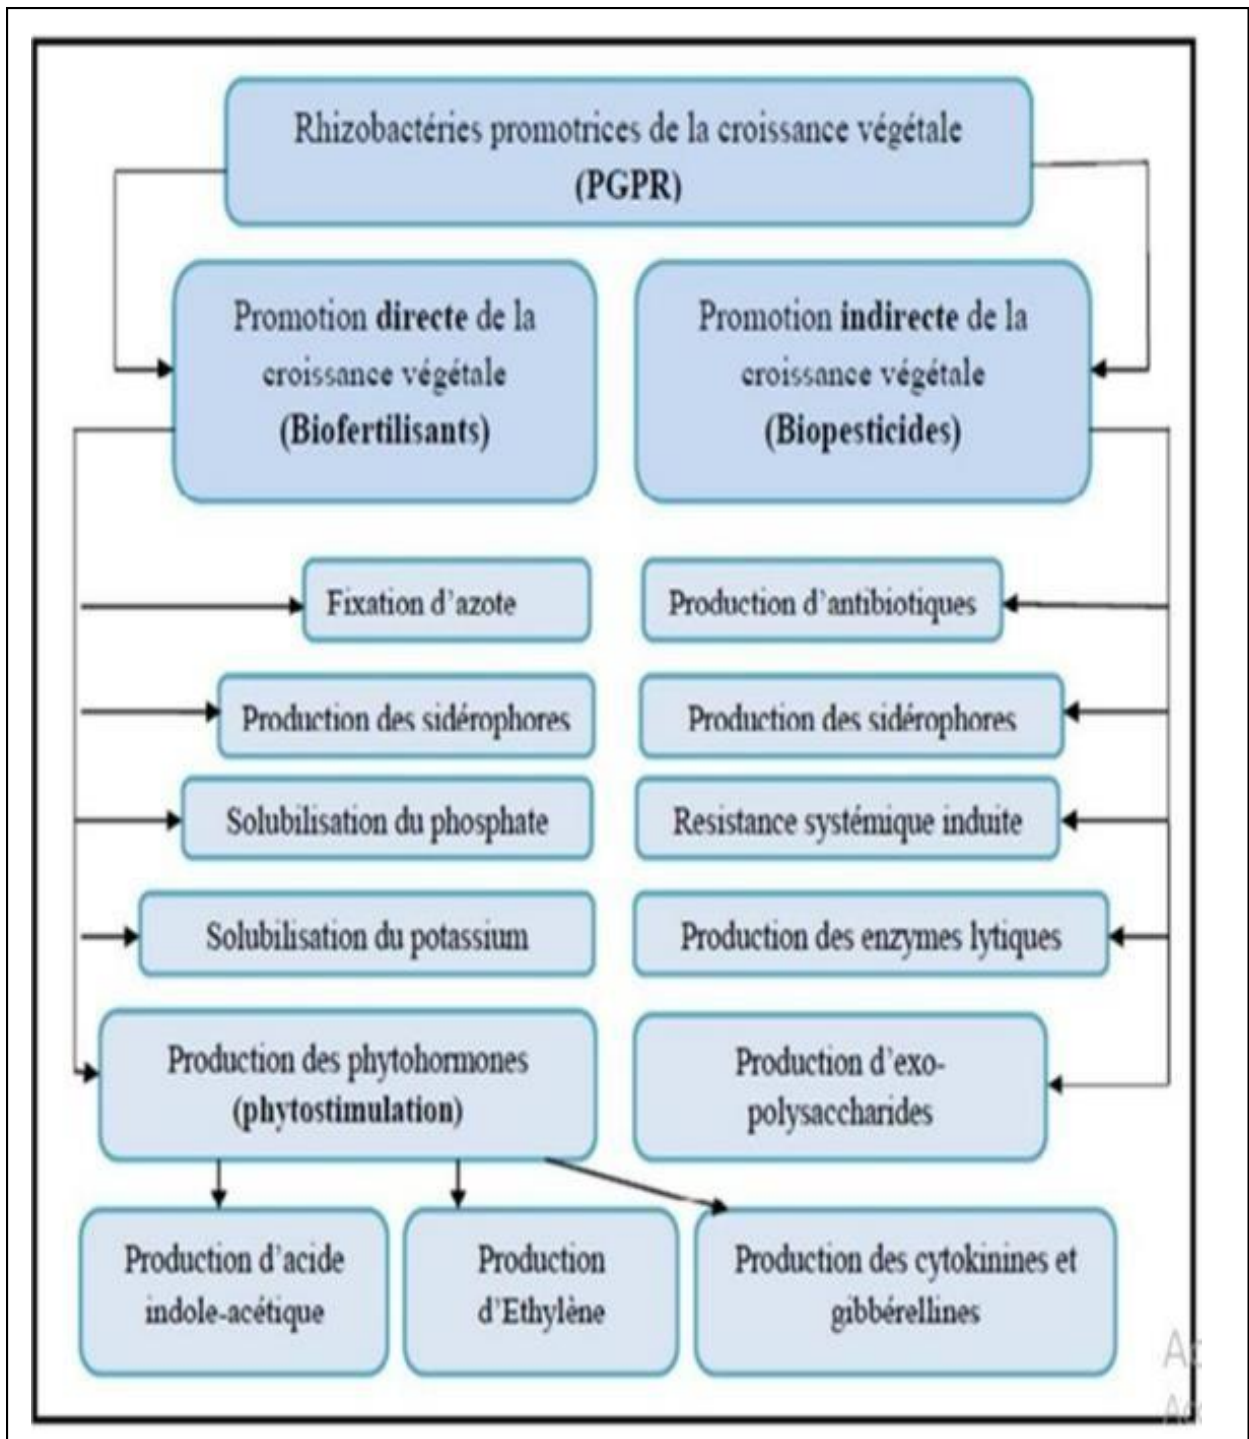 Rhizobactéries promotrices de la croissance végétale
(PGPR)
Promotion directe de la
croissance végétale
(Biofertilisants)
Promotion indirecte de la
croissance végétale
(Biopesticides)
Fixation d'azote
Production d'antibiotiques
Production des sidérophores
Production des sidérophores
Solubilisation du phosphate
Resistance systémique induite
Solubilisation du potassium
Production des enzymes lytiques
Production des phytohormones
(phytostimulation)
Production d'exo-
polysaccharides
Production d'acide
indole-acétique
Production
d'Ethylène
Production des cytokinines et
gibbérellines